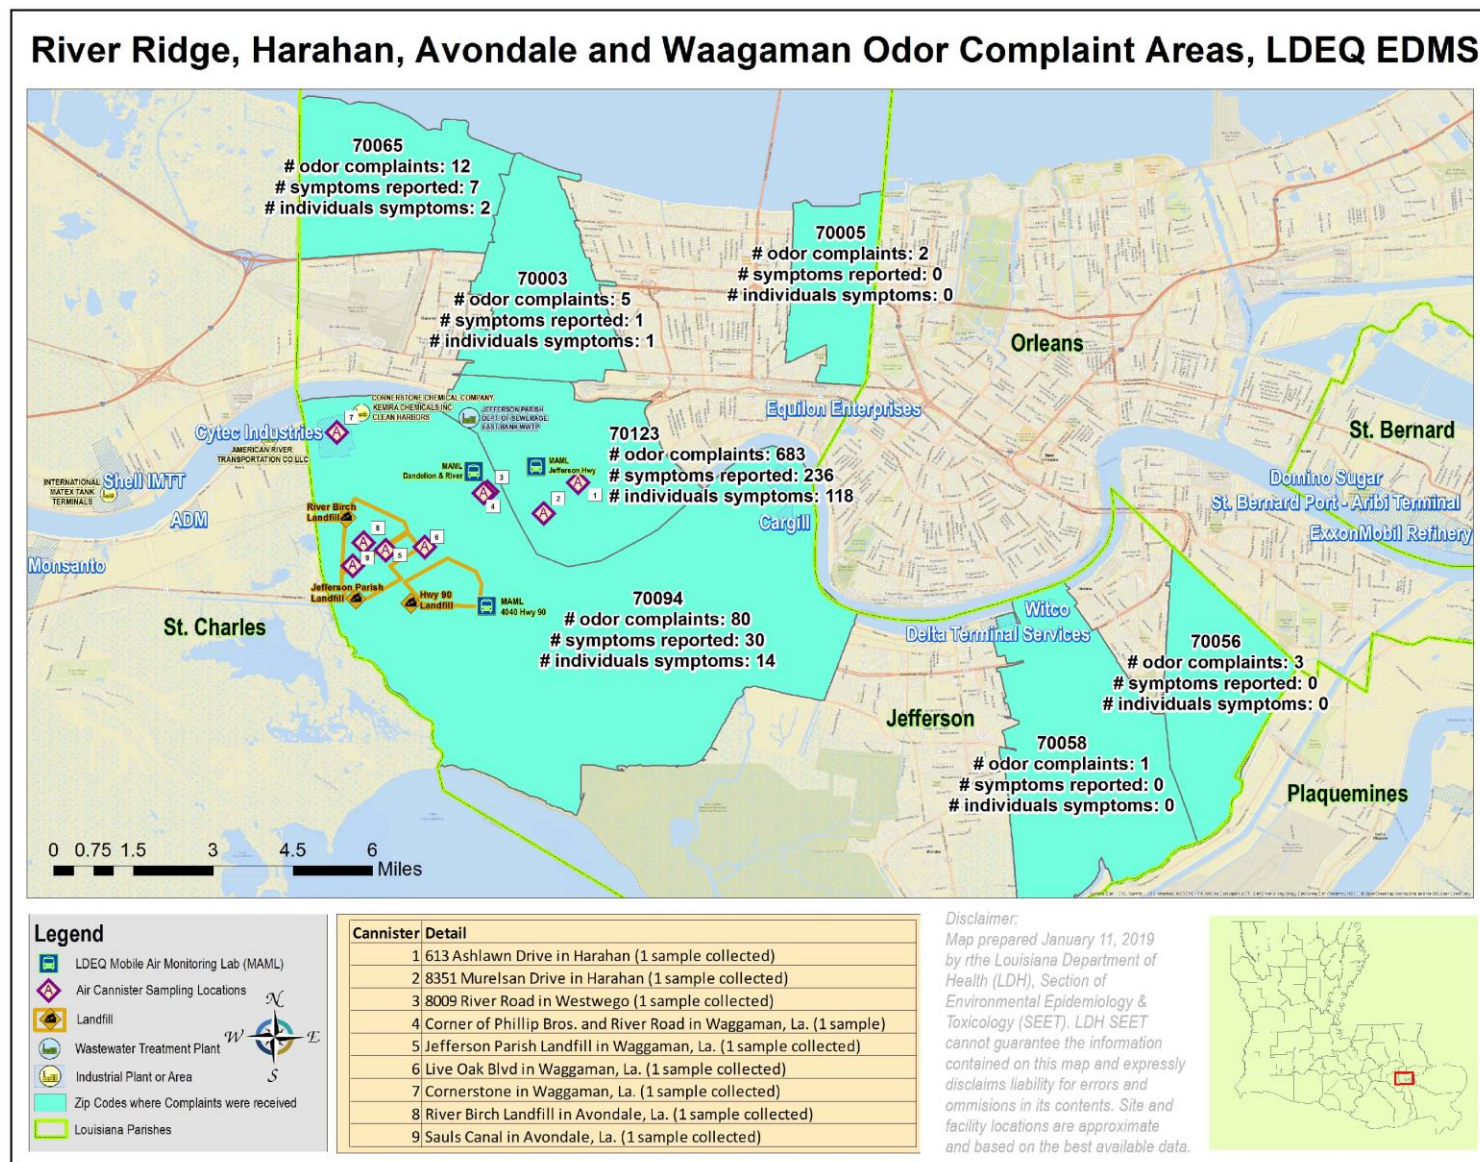 River Ridge, Harahan, Avondale and Waagaman Odor Complaint Areas, LDEQ EDMS
70065
# odor complaints: 12
# symptoms reported: 7
# individuals symptoms: 2
70003
# odor complaints: 5
# symptoms reported: 1
# individuals symptoms: 1
70005
# odor complaints: 2
# symptoms reported: 0
# individuals symptoms: 0
Orleans
Equilon Enterprises
CORNERSTONE CHEMICAL COMPANY
KEMIRA CHEMICALS INC
CLEAN HARBORS
7
JEFFERSON PARISH
DEPT. OF SEWERAGE
EAST BANK WWTP
Cytec Industries
AMERICAN RIVER
TRANSPORTATION CO LLC
INTERNATIONAL
MATEX TANK
TERMINALS
Shell IMTT
ADM
Monsanto
MAML
Dandelion & River
3
4
MAML
Jefferson Hwy
1
2
70123
# odor complaints: 683
# symptoms reported: 236
# individuals symptoms: 118
Cargill
St. Bernard
Domino Sugar
St. Bernard Port - Aribi Terminal
ExxonMobil Refinery
River Birch
Landfill
8
9
5
6
Jefferson Parish
Landfill
Hwy 90
Landfill
MAML
4040 Hwy 90
St. Charles
70094
# odor complaints: 80
# symptoms reported: 30
# individuals symptoms: 14
Witco
Delta Terminal Services
70056
# odor complaints: 3
# symptoms reported: 0
# individuals symptoms: 0
Jefferson
70058
# odor complaints: 1
# symptoms reported: 0
# individuals symptoms: 0
Plaquemines
0 0.75 1.5 3 4.5 6
Miles
Legend
LDEQ Mobile Air Monitoring Lab (MAML)
Air Cannister Sampling Locations
Landfill
Wastewater Treatment Plant
Industrial Plant or Area
Zip Codes where Complaints were received
Louisiana Parishes
N
W E
S
Cannister Detail
1 613 Ashlawn Drive in Harahan (1 sample collected)
2 8351 Murelsan Drive in Harahan (1 sample collected)
3 8009 River Road in Westwego (1 sample collected)
4 Corner of Phillip Bros. and River Road in Waggaman, La. (1 sample)
5 Jefferson Parish Landfill in Waggaman, La. (1 sample collected)
6 Live Oak Blvd in Waggaman, La. (1 sample collected)
7 Cornerstone in Waggaman, La. (1 sample collected)
8 River Birch Landfill in Avondale, La. (1 sample collected)
9 Sauls Canal in Avondale, La. (1 sample collected)
Disclaimer:
Map prepared January 11, 2019
by rthe Louisiana Department of
Health (LDH), Section of
Environmental Epidemiology &
Toxicology (SEET). LDH SEET
cannot guarantee the information
contained on this map and expressly
disclaims liability for errors and
ommisions in its contents. Site and
facility locations are approximate
and based on the best available data.